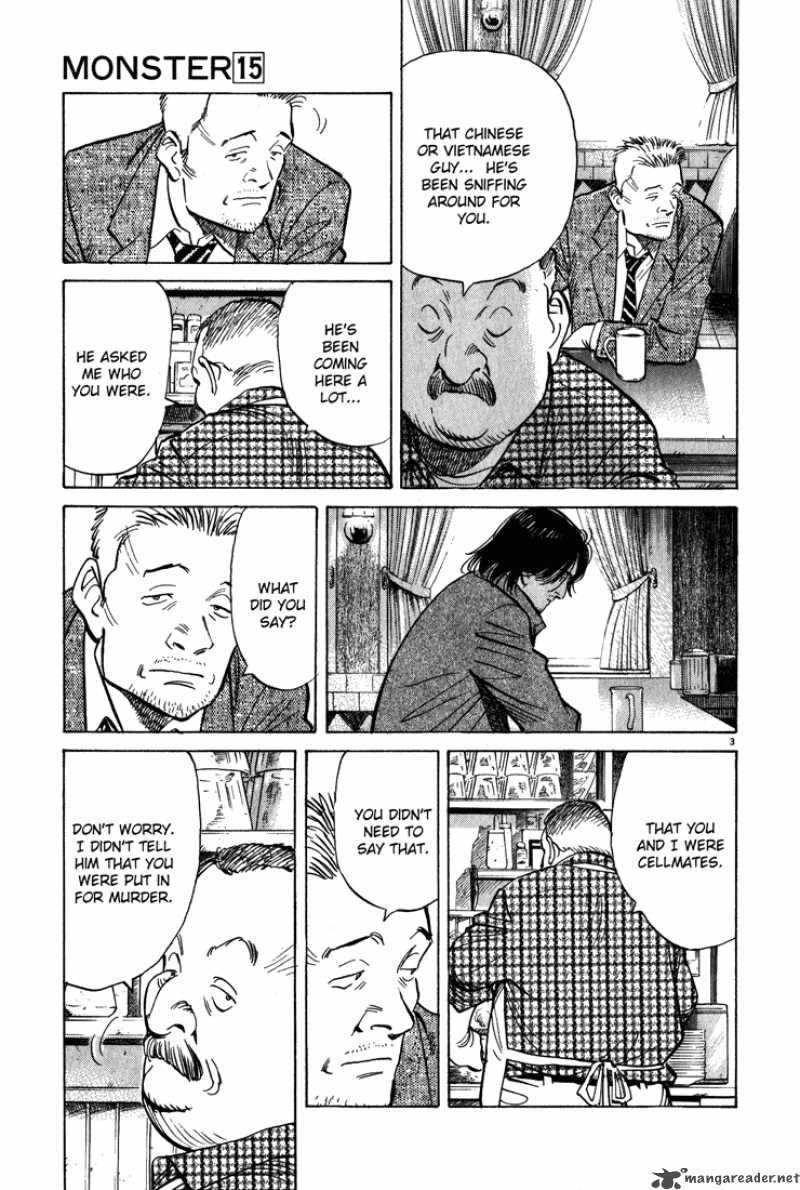 MONSTER 15
THAT CHINESE
OR VIETNAMESE
GUY... HE'S
BEEN SNIFFING
AROUND FOR
YOU.
HE'S
BEEN
COMING
HERE A
LOT...
HE ASKED
ME WHO
YOU WERE.
WHAT
DID YOU
SAY?
3
THAT YOU
AND I WERE
CELLMATES.
YOU DIDN'T
NEED TO
SAY THAT.
DON'T WORRY.
I DIDN'T TELL
HIM THAT YOU
WERE PUT IN
FOR MURDER.
mangareader.net